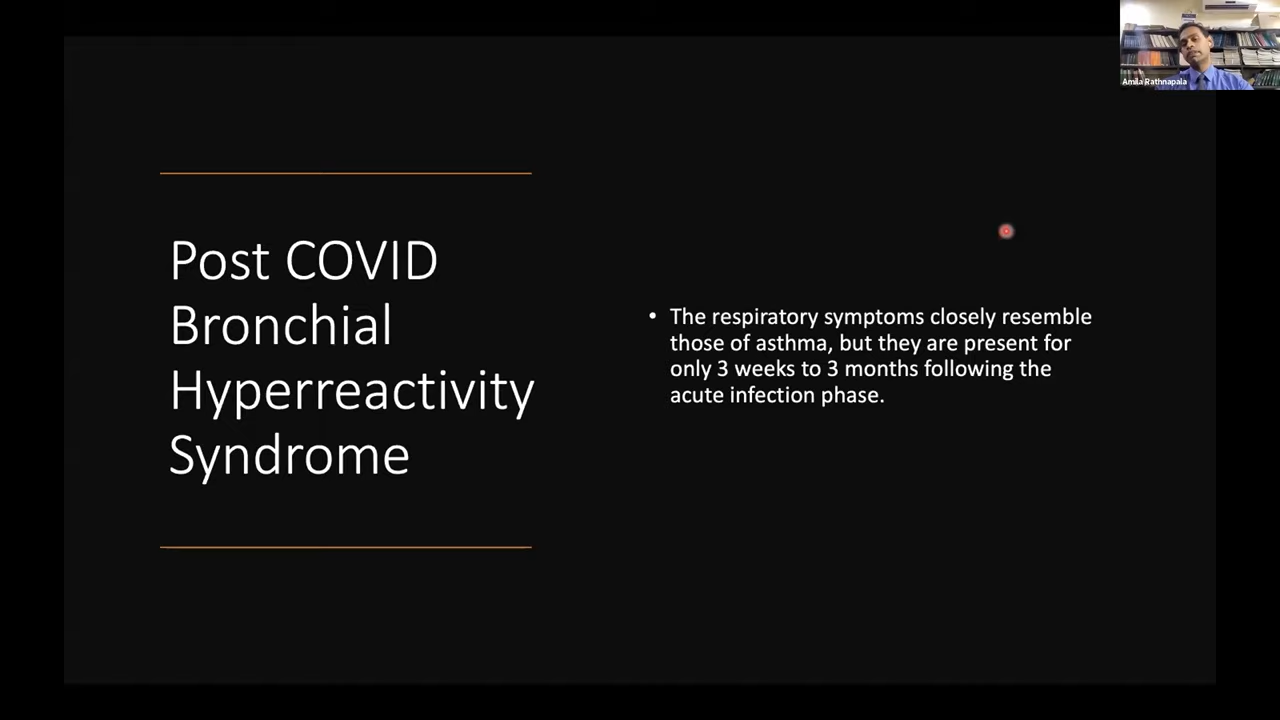 Amila Rathnapala
Post COVID
Bronchial
Hyperreactivity
Syndrome
• The respiratory symptoms closely resemble
those of asthma, but they are present for
only 3 weeks to 3 months following the
acute infection phase.